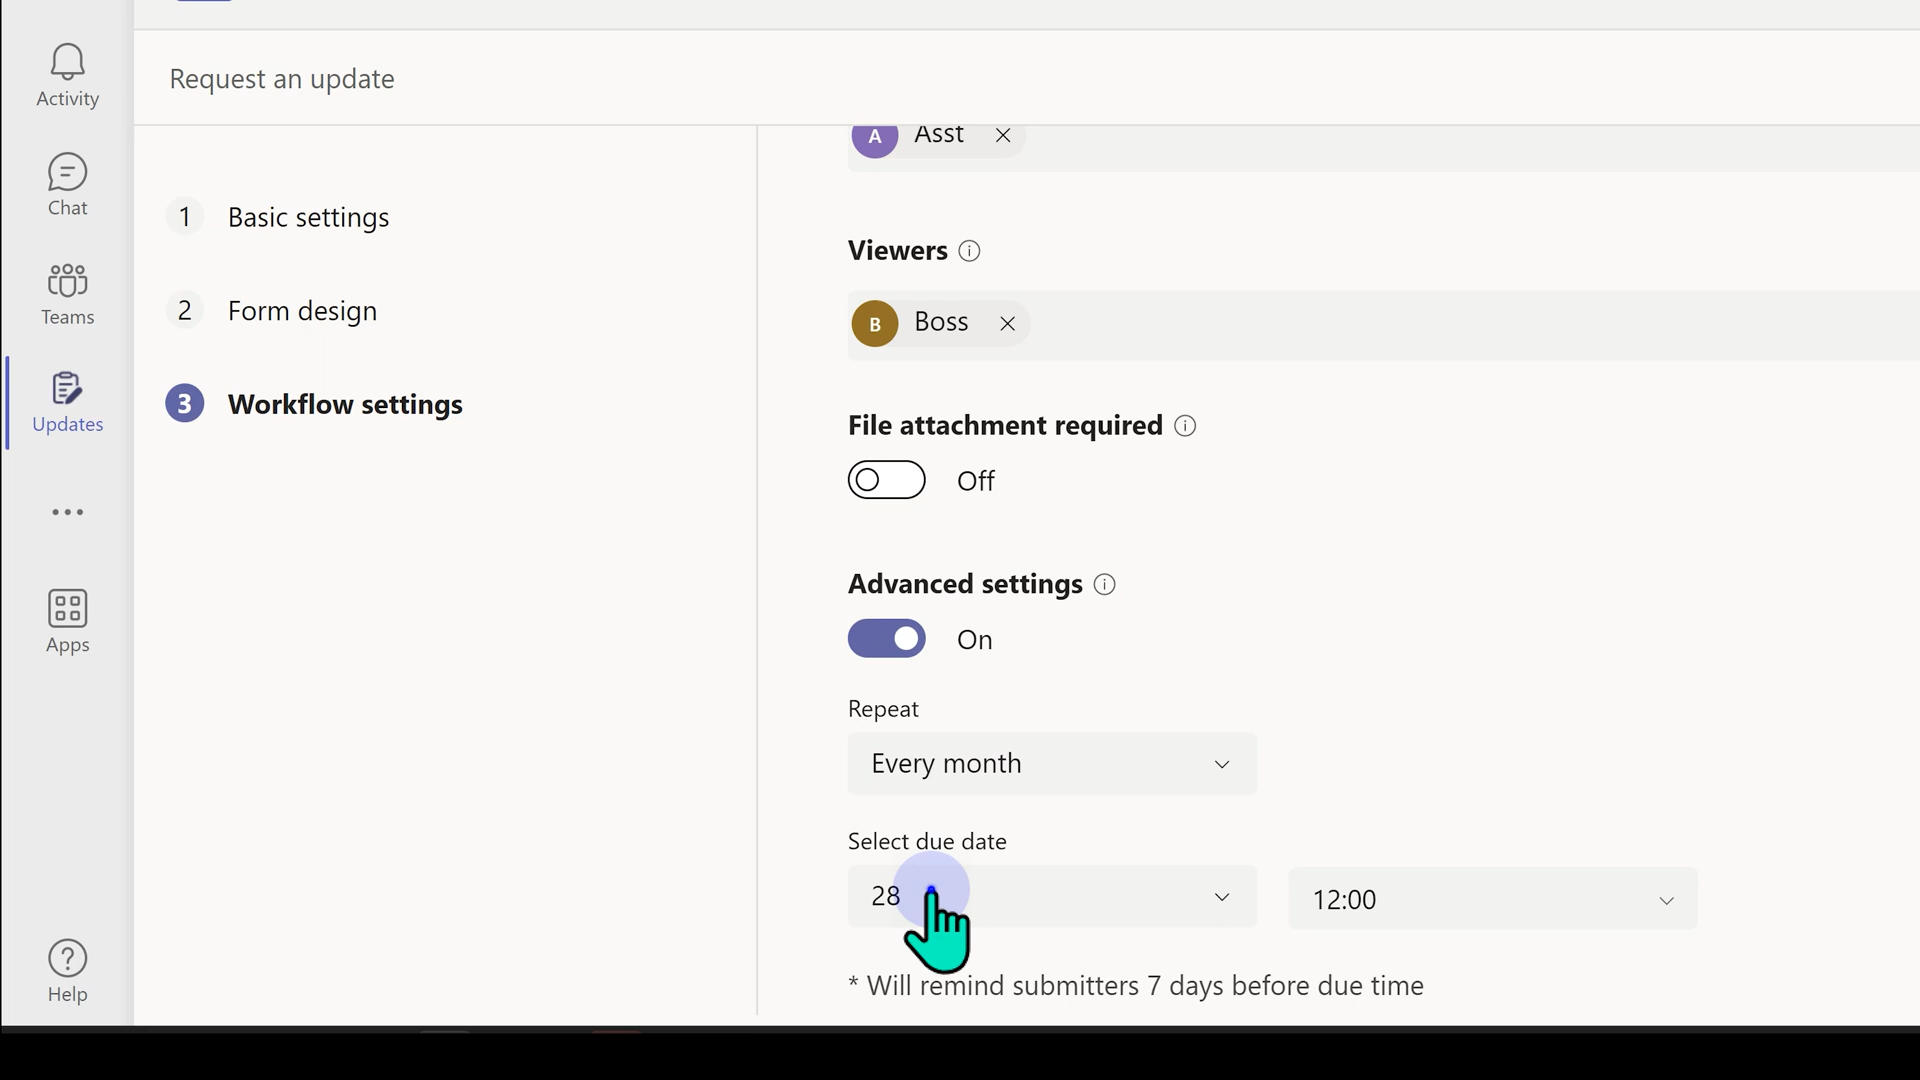 Activity
Chat
Teams
Updates
Apps
Help
Request an update
1 Basic settings
2 Form design
3 Workflow settings
A Asst
Viewers
B Boss
File attachment required
Off
Advanced settings
On
Repeat
Every month
Select due date
28 12:00
* Will remind submitters 7 days before due time